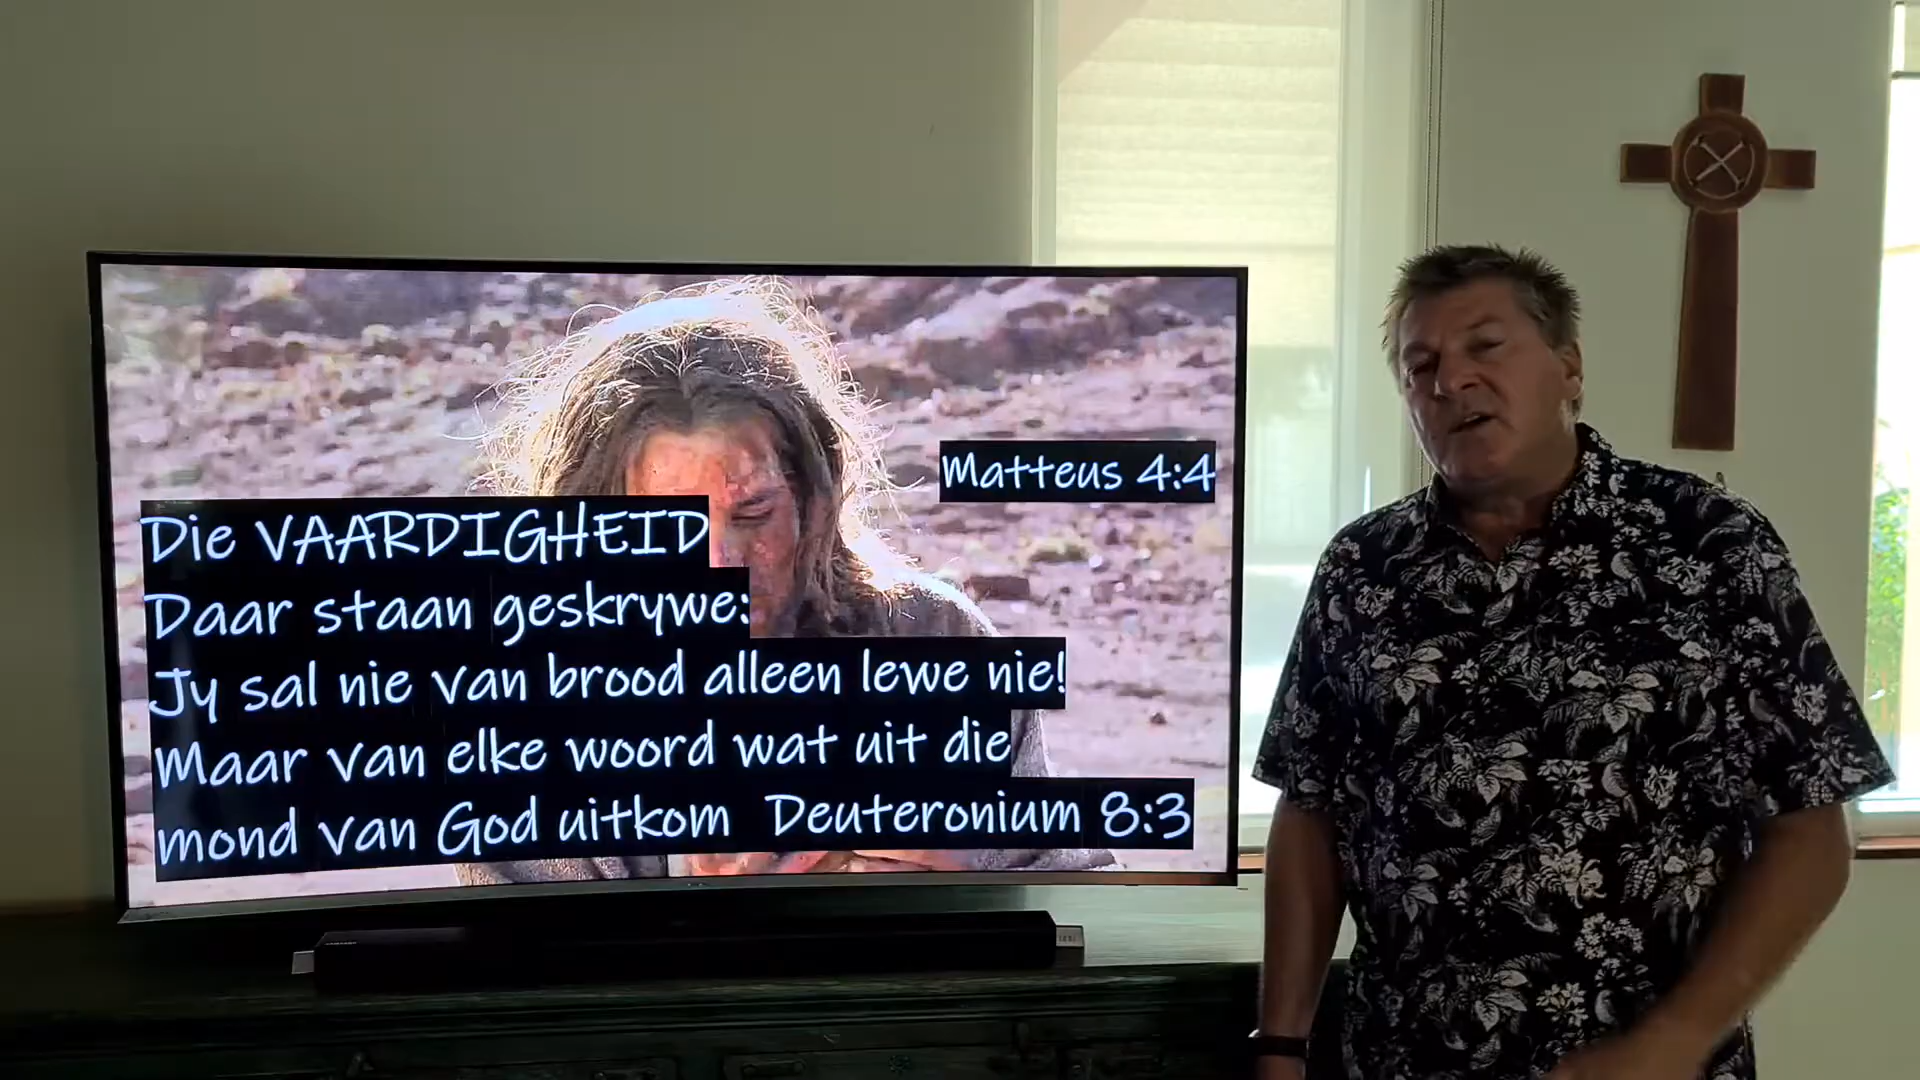 Matteus 4:4
Die VAARDIGHEID
Daar staan geskrywe:
Jy sal nie van brood alleen lewe nie!
Maar van elke woord wat uit die
mond van God uitkom Deuteronium 8:3